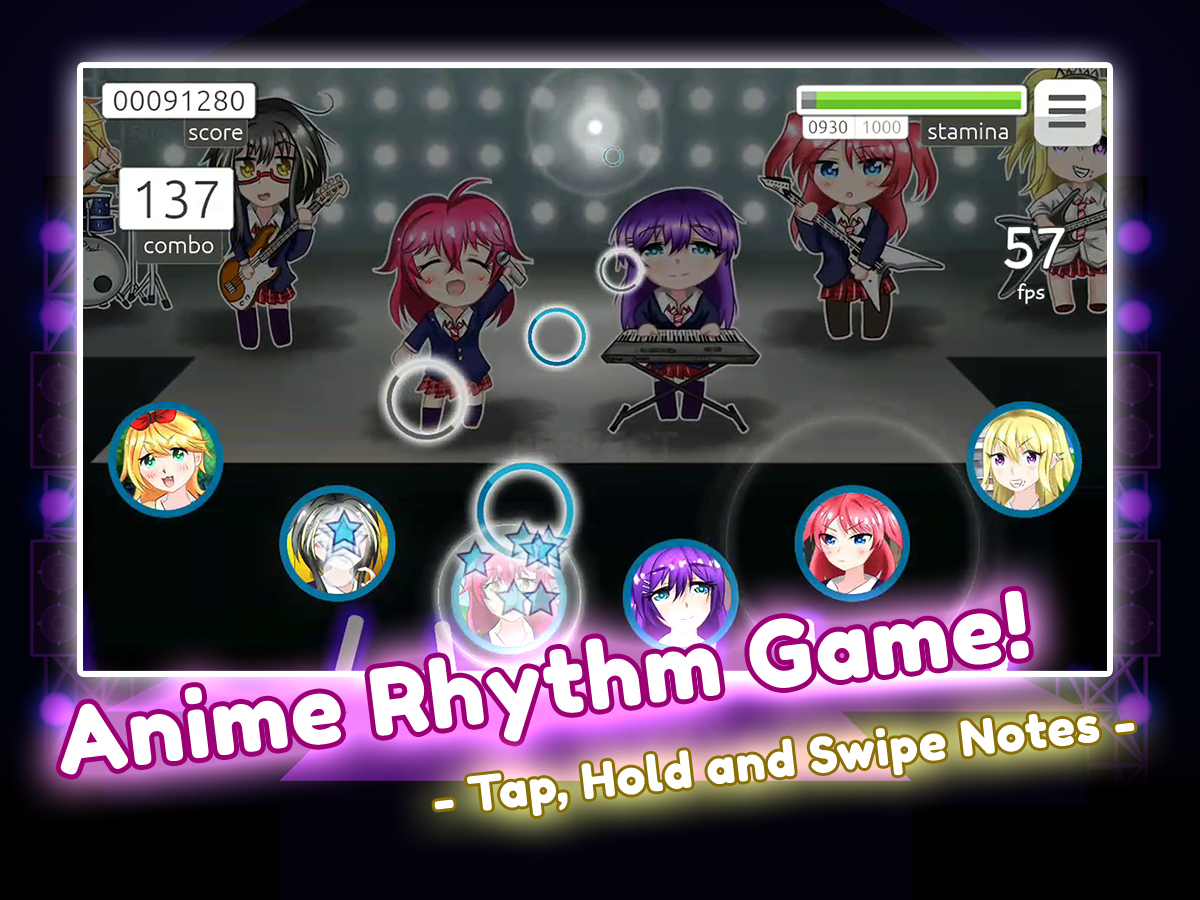 00091280
score
137
combo
0930 1000
stamina
57
fps
Anime Rhythm Game!
- Tap, Hold and Swipe Notes -